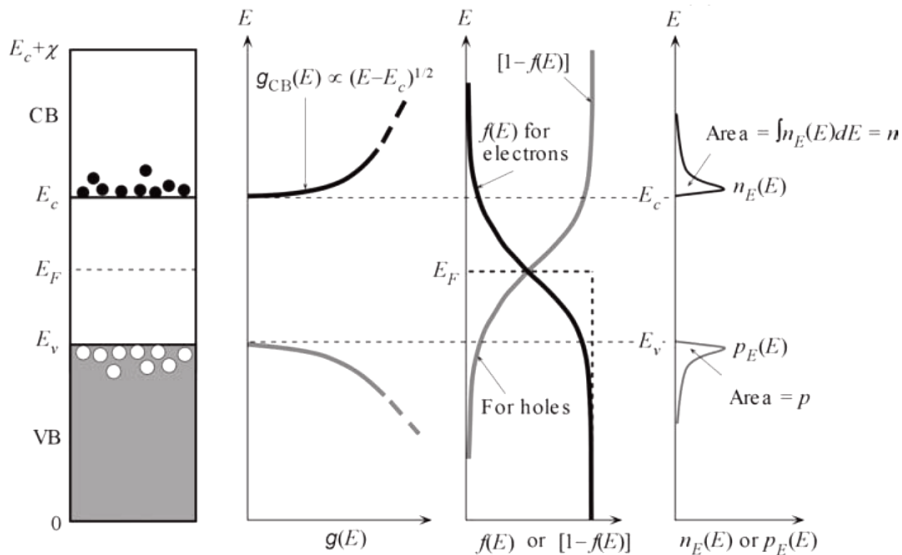 E_c+χ
CB
E_c
E_F
E_v
VB
0
E
g_CB(E) ∝ (E–E_c)^1/2
g(E)
E
[1–f(E)]
f(E) for
electrons
E_F
For holes
f(E) or [1–f(E)]
E
Area = ∫n_E(E)dE = n
n_E(E)
E_c
E_v
p_E(E)
Area = p
n_E(E) or p_E(E)